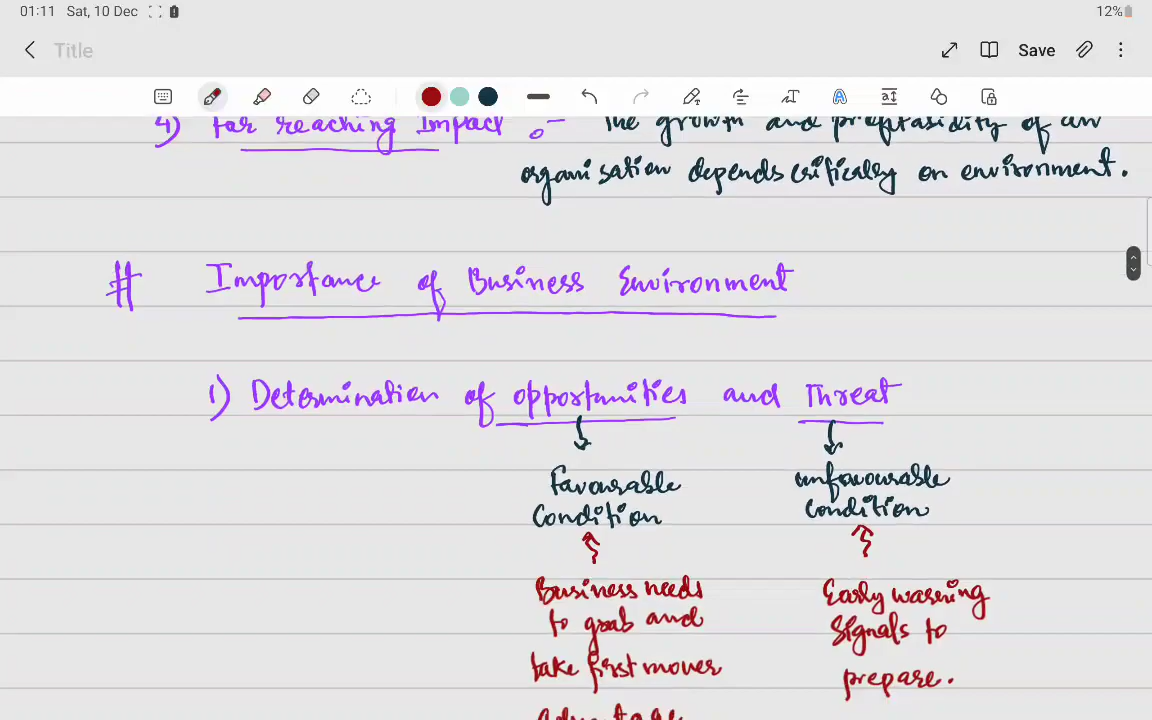 01:11 Sat, 10 Dec 12%
Title Save
4) Far reaching Impact :- The growth and profitability of an
organisation depends critically on environment.
# Importance of Business Environment
1) Determination of opportunities and Threat
Favourable unfavourable
Condition condition
Business needs Early warning
to grab and Signals to
take first mover prepare.
advantage